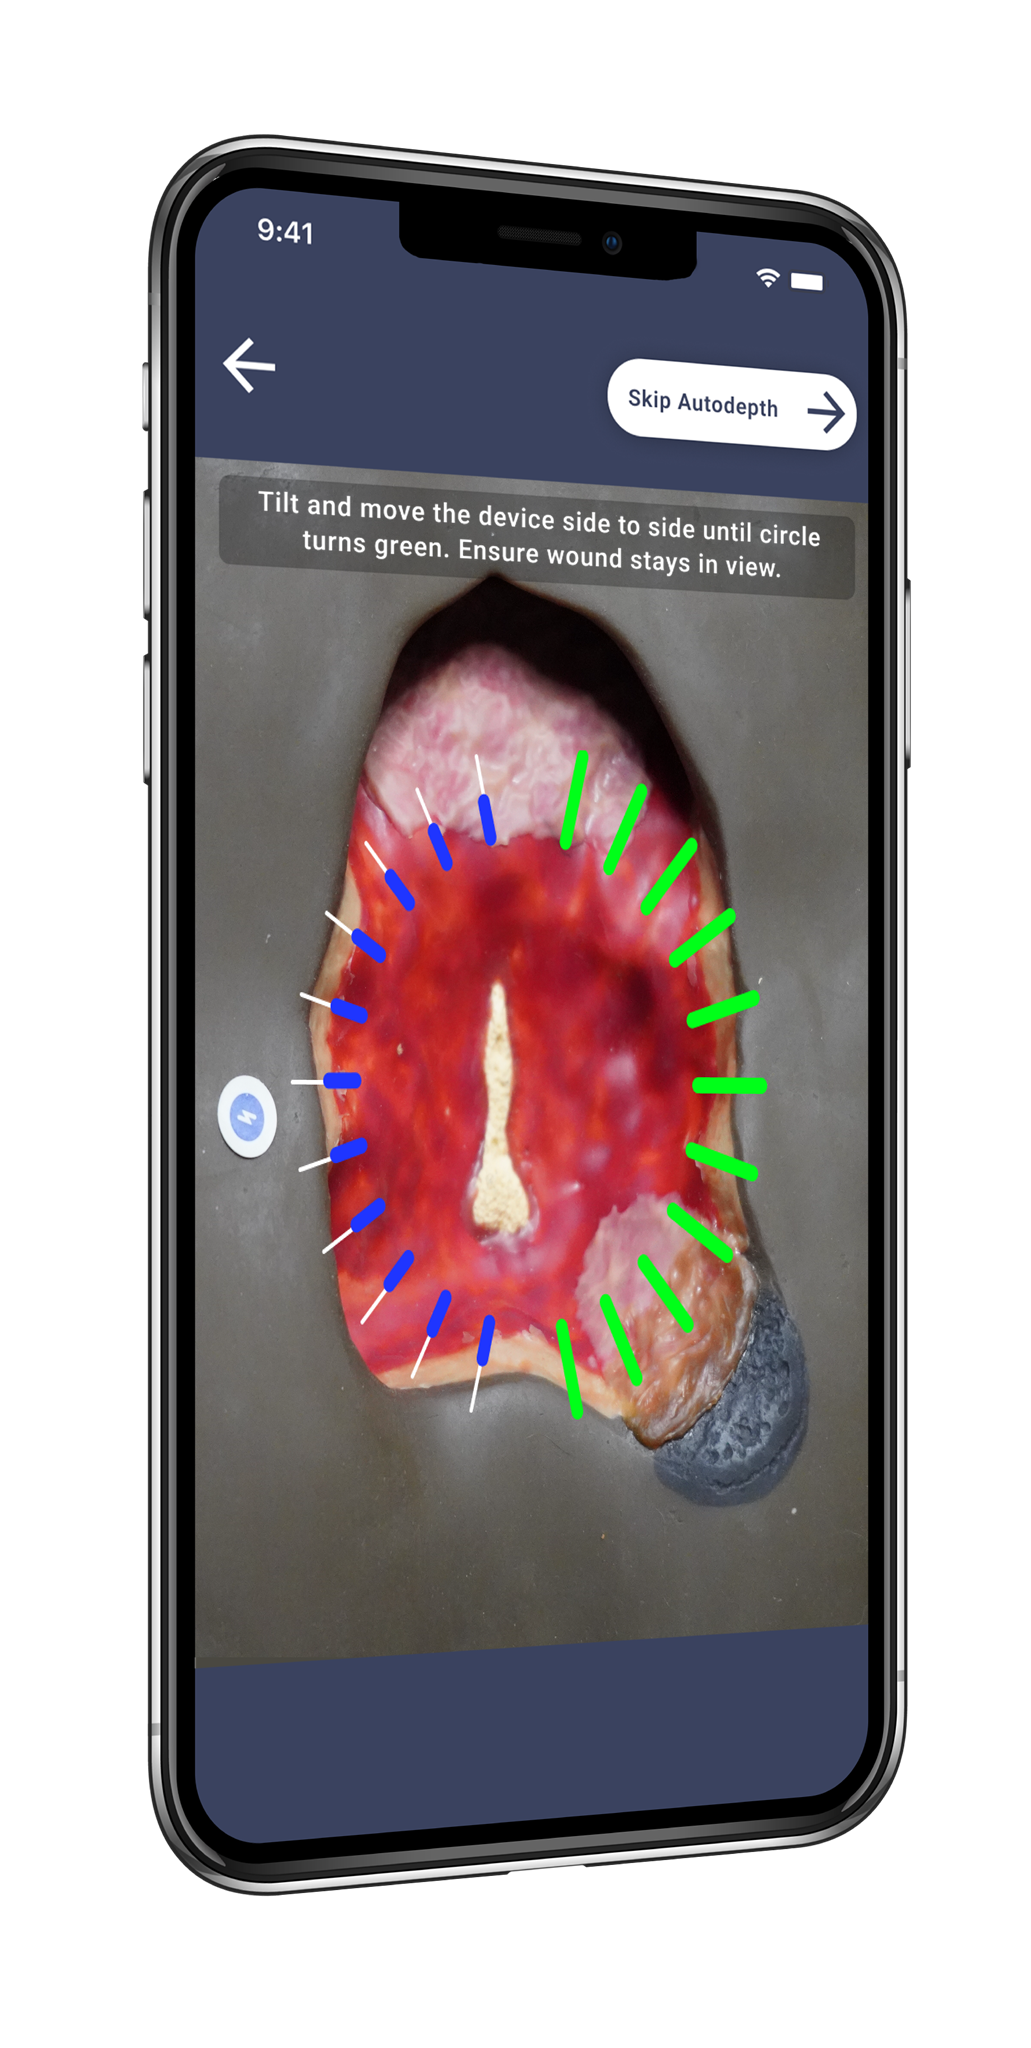 9:41
Skip Autodepth
Tilt and move the device side to side until circle
turns green. Ensure wound stays in view.